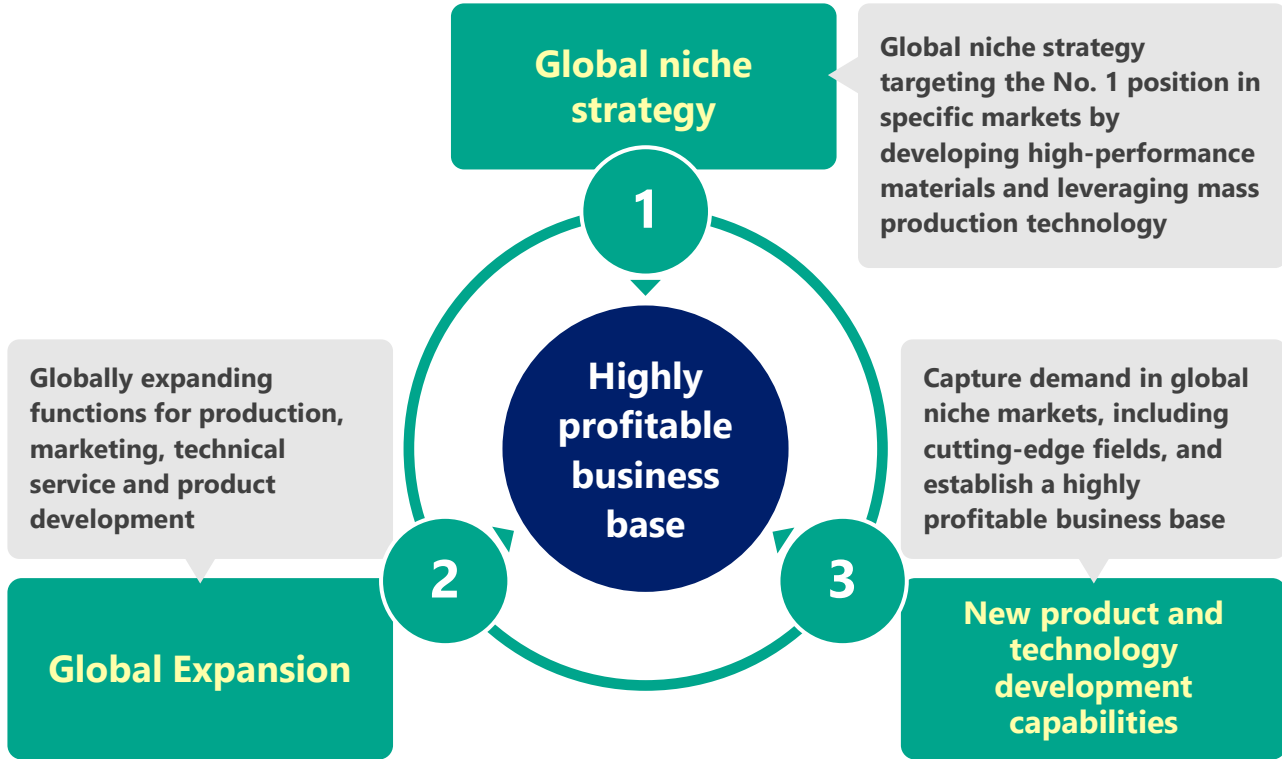 Global niche
strategy
Global niche strategy
targeting the No. 1 position in
specific markets by
developing high-performance
materials and leveraging mass
production technology
1
Highly
profitable
business
base
Globally expanding
functions for production,
marketing, technical
service and product
development
2
Global Expansion
Capture demand in global
niche markets, including
cutting-edge fields, and
establish a highly
profitable business base
3
New product and
technology
development
capabilities